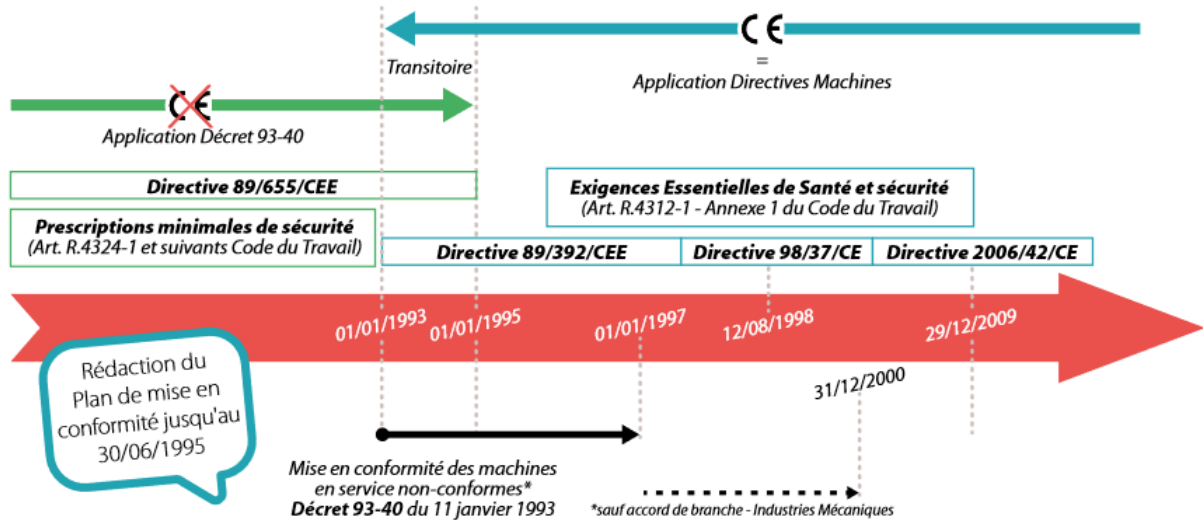 CE
=
Transitoire
Application Directives Machines
CE
Application Décret 93-40
Directive 89/655/CEE
Exigences Essentielles de Santé et sécurité
(Art. R.4312-1 - Annexe 1 du Code du Travail)
Prescriptions minimales de sécurité
(Art. R.4324-1 et suivants Code du Travail)
Directive 89/392/CEE
Directive 98/37/CE
Directive 2006/42/CE
01/01/1993
01/01/1995
01/01/1997
12/08/1998
29/12/2009
31/12/2000
Rédaction du
Plan de mise en
conformité jusqu'au
30/06/1995
Mise en conformité des machines
en service non-conformes*
Décret 93-40 du 11 janvier 1993
*sauf accord de branche - Industries Mécaniques